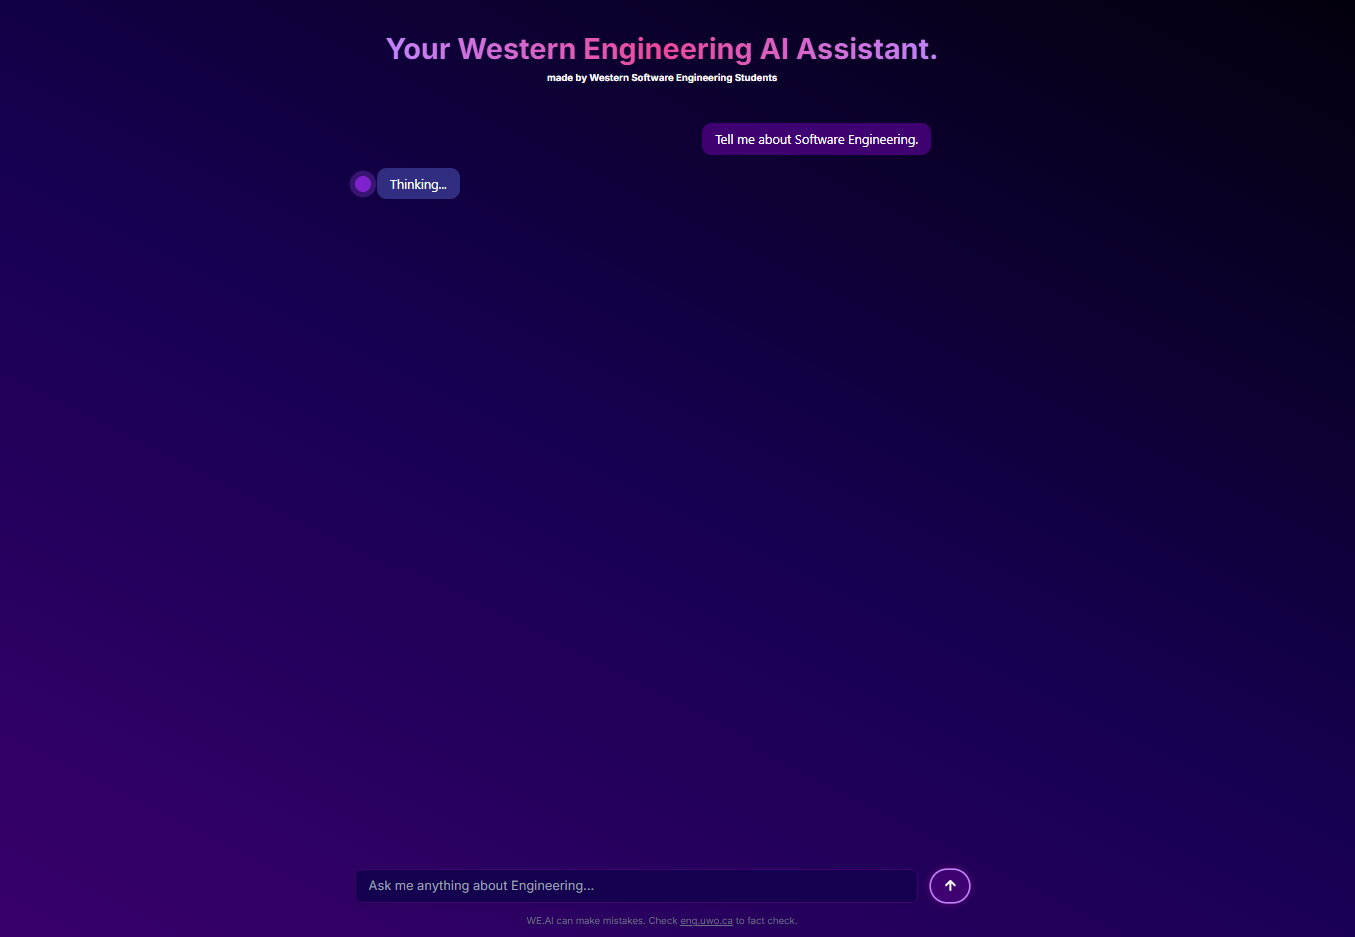 Your Western Engineering AI Assistant.
made by Western Software Engineering Students
Tell me about Software Engineering.
Thinking...
Ask me anything about Engineering...
WE.AI can make mistakes. Check eng.uwo.ca to fact check.